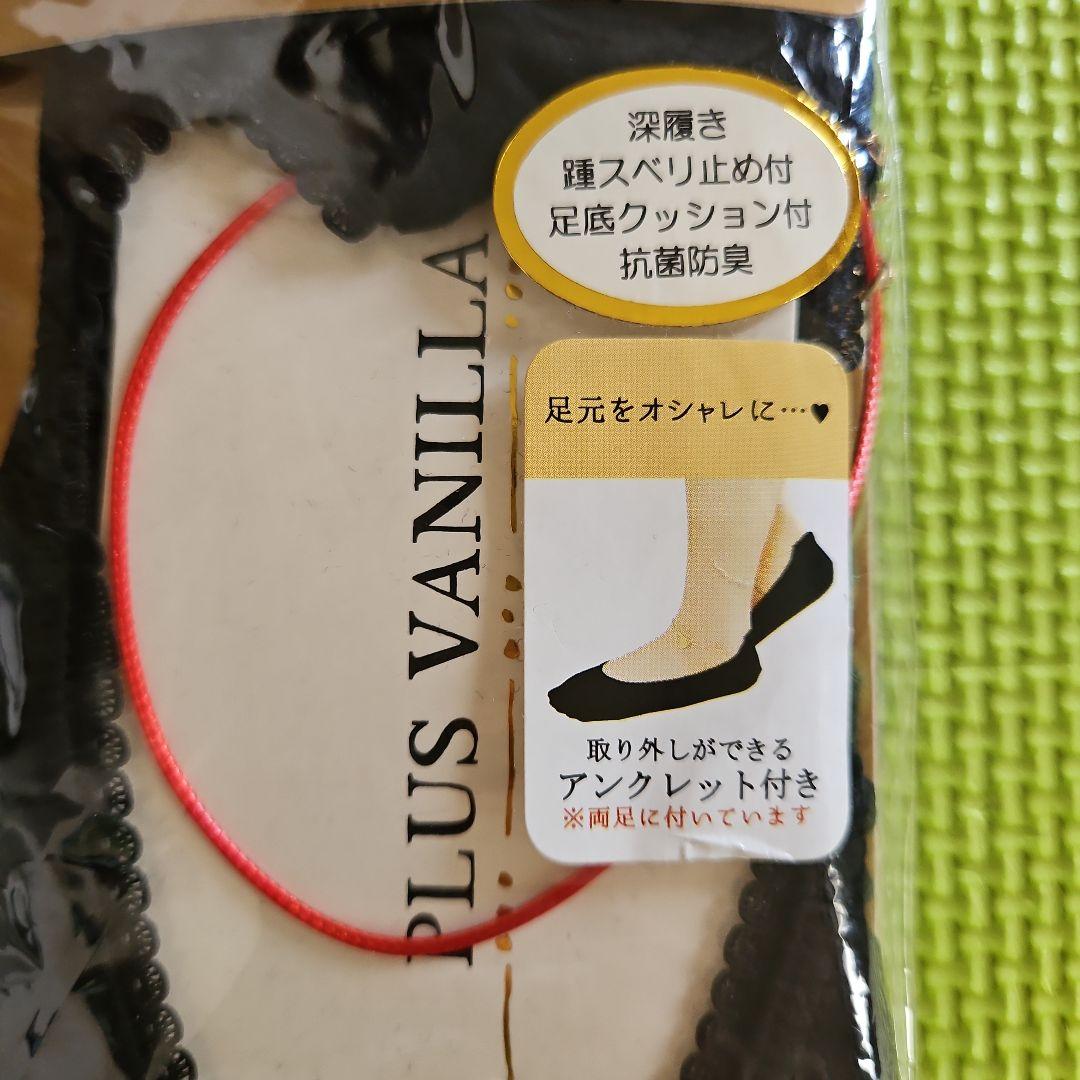 深履き
踵スベリ止め付
足底クッション付
抗菌防臭
PLUS VANILLA
足元をオシャレに…♥
取り外しができる
アンクレット付き
※両足に付いています